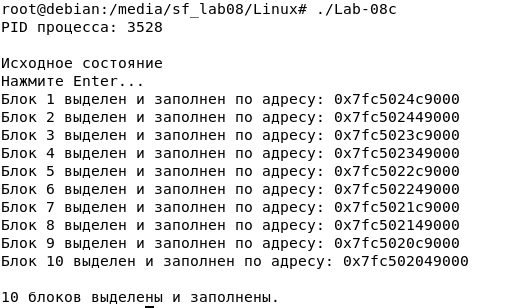 root@debian:/media/sf_lab08/Linux# ./Lab-08c
PID процесса: 3528
Исходное состояние
Нажмите Enter...
Блок 1 выделен и заполнен по адресу: 0x7fc5024c9000
Блок 2 выделен и заполнен по адресу: 0x7fc502449000
Блок 3 выделен и заполнен по адресу: 0x7fc5023c9000
Блок 4 выделен и заполнен по адресу: 0x7fc502349000
Блок 5 выделен и заполнен по адресу: 0x7fc5022c9000
Блок 6 выделен и заполнен по адресу: 0x7fc502249000
Блок 7 выделен и заполнен по адресу: 0x7fc5021c9000
Блок 8 выделен и заполнен по адресу: 0x7fc502149000
Блок 9 выделен и заполнен по адресу: 0x7fc5020c9000
Блок 10 выделен и заполнен по адресу: 0x7fc502049000
10 блоков выделены и заполнены.